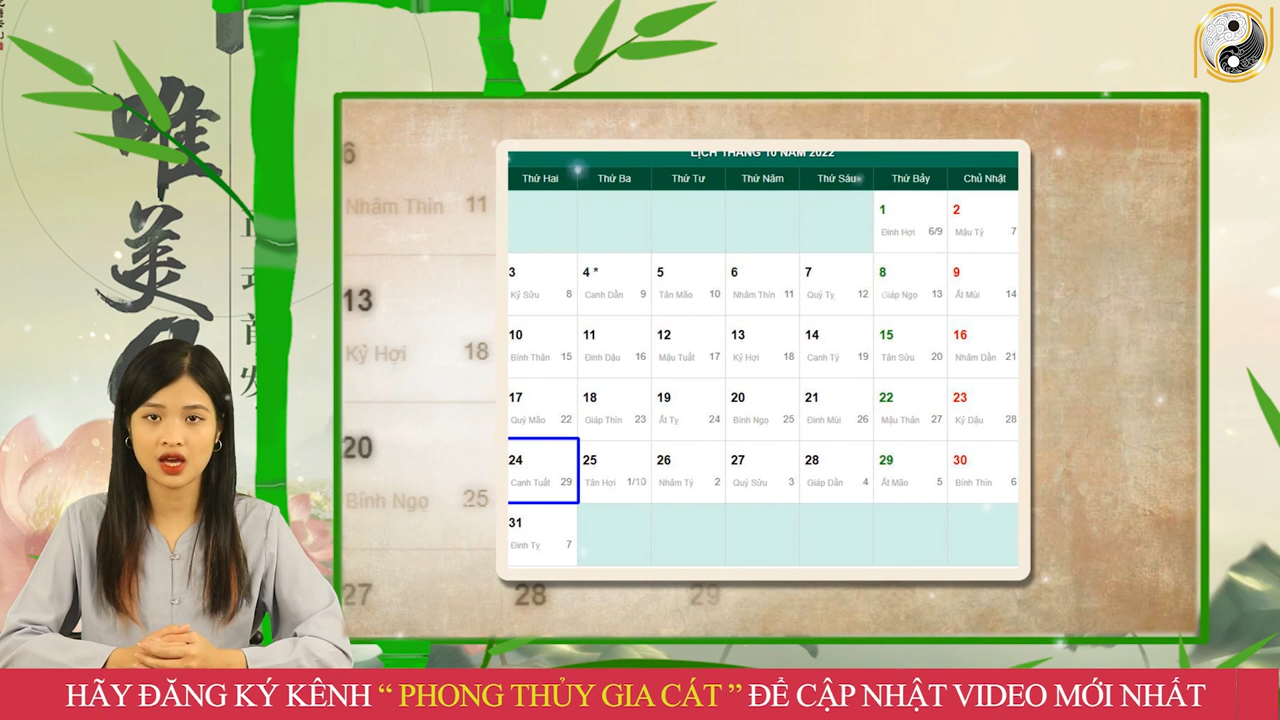 唯
美
6
Nhâm Thìn 11
13
Kỷ Hợi 18
20
Bính Ngọ 25
27 28 29
LỊCH THÁNG 10 NĂM 2022
Thứ Hai Thứ Ba Thứ Tư Thứ Năm Thứ Sáu Thứ Bảy Chủ Nhật
1 2
Đinh Hợi 6/9 Mậu Tý 7
3 4 * 5 6 7 8 9
Kỷ Sửu 8 Canh Dần 9 Tân Mão 10 Nhâm Thìn 11 Quý Tỵ 12 Giáp Ngọ 13 Ất Mùi 14
10 11 12 13 14 15 16
Bính Thân 15 Đinh Dậu 16 Mậu Tuất 17 Kỷ Hợi 18 Canh Tý 19 Tân Sửu 20 Nhâm Dần 21
17 18 19 20 21 22 23
Quý Mão 22 Giáp Thìn 23 Ất Tỵ 24 Bính Ngọ 25 Đinh Mùi 26 Mậu Thân 27 Kỷ Dậu 28
24 25 26 27 28 29 30
Canh Tuất 29 Tân Hợi 1/10 Nhâm Tý 2 Quý Sửu 3 Giáp Dần 4 Ất Mão 5 Bính Thìn 6
31
Đinh Tỵ 7
HÃY ĐĂNG KÝ KÊNH “ PHONG THỦY GIA CÁT ” ĐỂ CẬP NHẬT VIDEO MỚI NHẤT